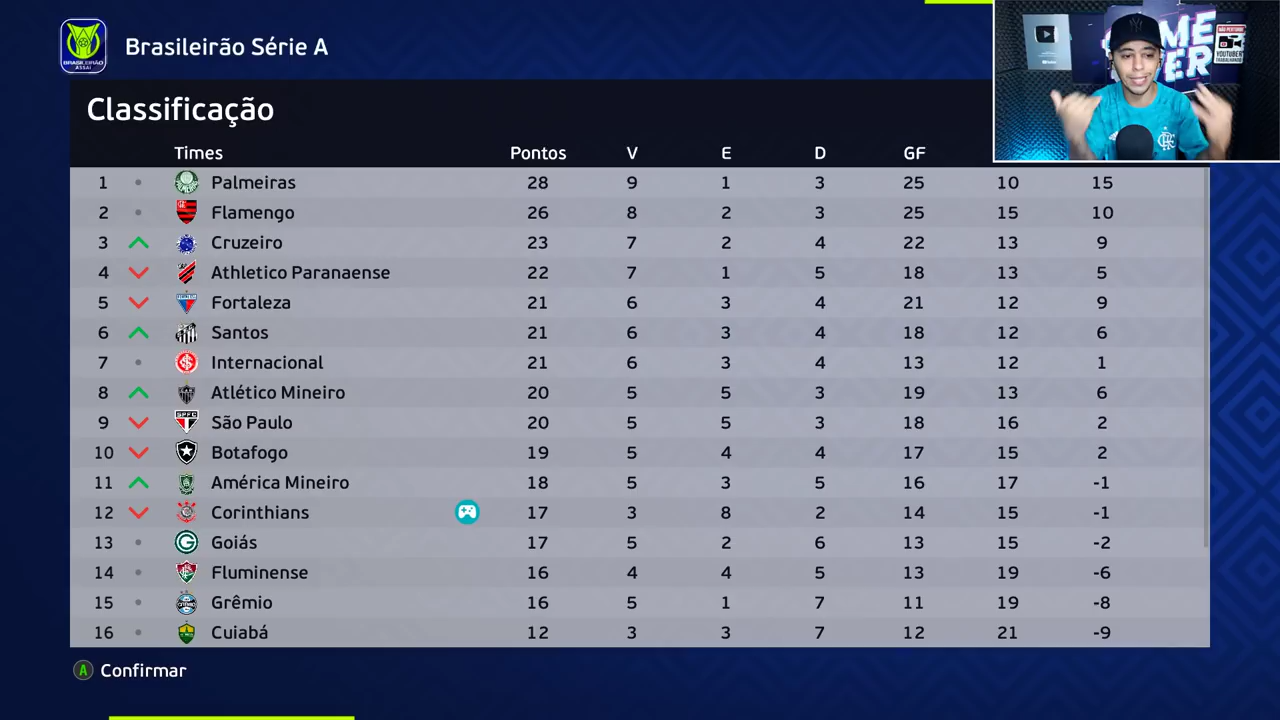 Brasileirão Série A
BRASILEIRÃO
ASSAÍ
Classificação
Times Pontos V E D GF
1 Palmeiras 28 9 1 3 25 10 15
2 Flamengo 26 8 2 3 25 15 10
3 Cruzeiro 23 7 2 4 22 13 9
4 Athletico Paranaense 22 7 1 5 18 13 5
5 Fortaleza 21 6 3 4 21 12 9
6 Santos 21 6 3 4 18 12 6
7 Internacional 21 6 3 4 13 12 1
8 Atlético Mineiro 20 5 5 3 19 13 6
9 São Paulo 20 5 5 3 18 16 2
10 Botafogo 19 5 4 4 17 15 2
11 América Mineiro 18 5 3 5 16 17 -1
12 Corinthians 17 3 8 2 14 15 -1
13 Goiás 17 5 2 6 13 15 -2
14 Fluminense 16 4 4 5 13 19 -6
15 Grêmio 16 5 1 7 11 19 -8
16 Cuiabá 12 3 3 7 12 21 -9
A Confirmar
NÃO PERTURBE
YOUTUBER
TRABALHANDO